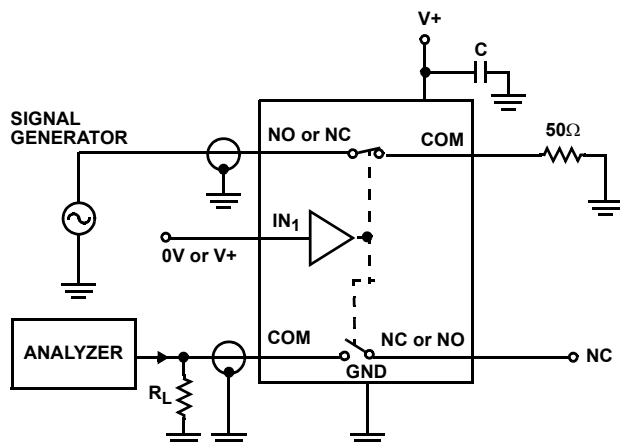 V+
C
SIGNAL
GENERATOR
NO or NC
COM
50Ω
IN1
0V or V+
ANALYZER
COM
NC or NO
NC
GND
RL